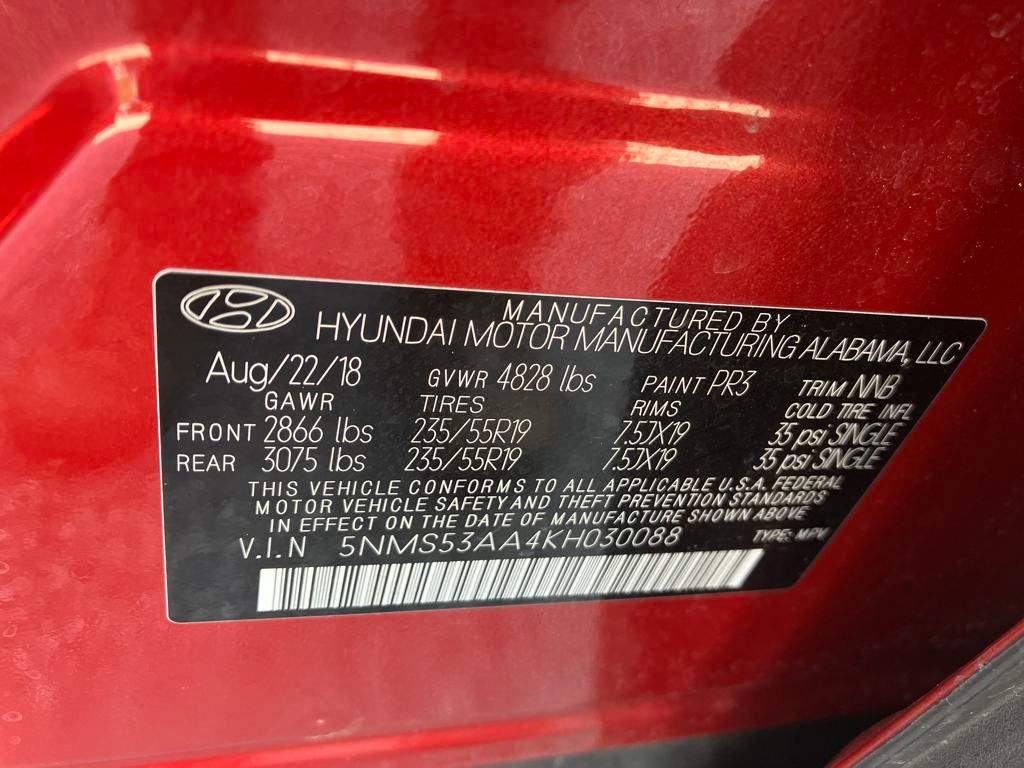 MANUFACTURED BY
HYUNDAI MOTOR MANUFACTURING ALABAMA, LLC
Aug/22/18 GVWR 4828 lbs PAINT PR3 TRIM NNB
GAWR TIRES RIMS COLD TIRE INFL
FRONT 2866 lbs 235/55R19 7.5JX19 35 psi SINGLE
REAR 3075 lbs 235/55R19 7.5JX19 35 psi SINGLE
THIS VEHICLE CONFORMS TO ALL APPLICABLE U.S.A. FEDERAL
MOTOR VEHICLE SAFETY AND THEFT PREVENTION STANDARDS
IN EFFECT ON THE DATE OF MANUFACTURE SHOWN ABOVE
V.I.N 5NMS53AA4KH030088 TYPE: MPV